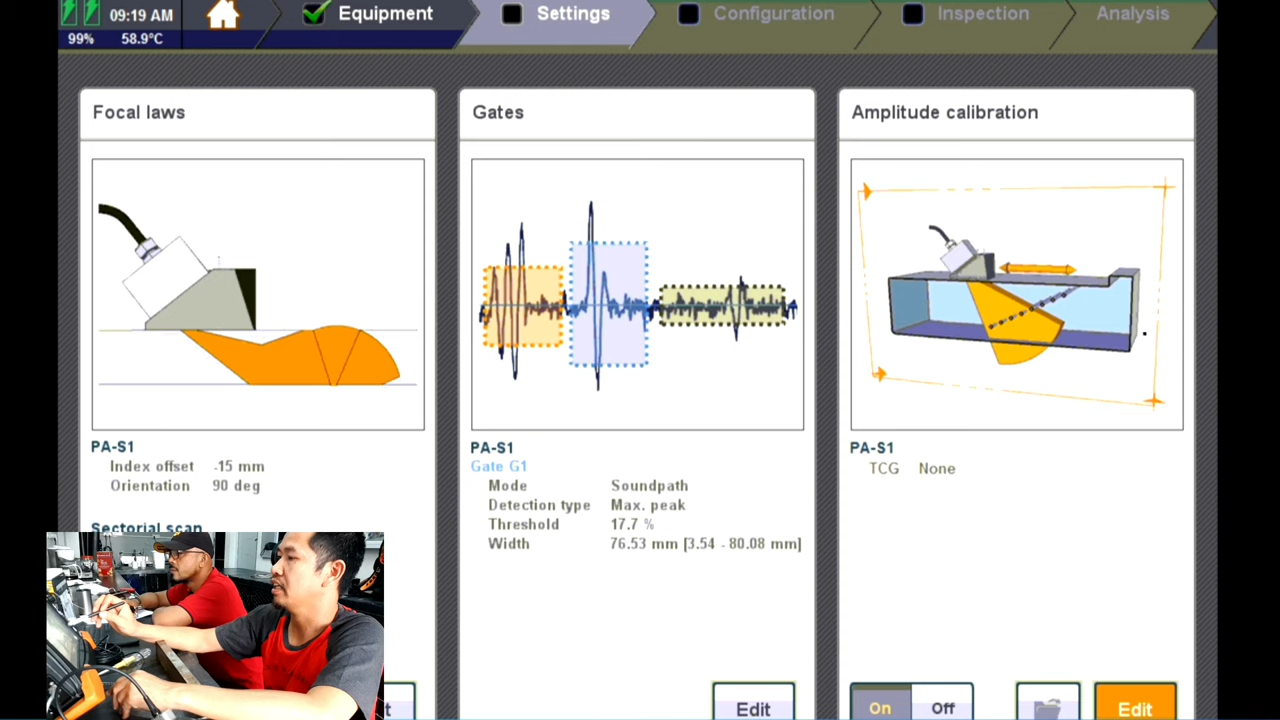 09:19 AM
99% 58.9°C
Equipment
Settings
Configuration
Inspection
Analysis
Focal laws
PA-S1
Index offset -15 mm
Orientation 90 deg
Sectorial scan
Gates
PA-S1
Gate G1
Mode Soundpath
Detection type Max. peak
Threshold 17.7 %
Width 76.53 mm [3.54 - 80.08 mm]
Edit
Amplitude calibration
PA-S1
TCG None
On Off
Edit